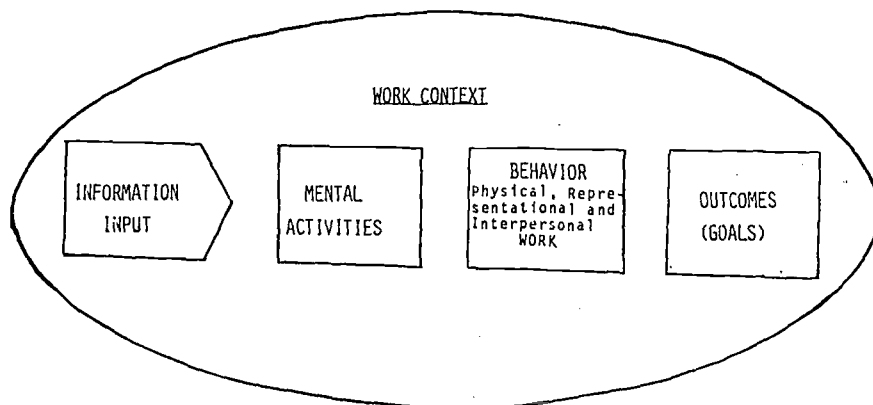 WORK CONTEXT
INFORMATION
INPUT
MENTAL
ACTIVITIES
BEHAVIOR
Physical, Repre-
sentational and
Interpersonal
WORK
OUTCOMES
(GOALS)